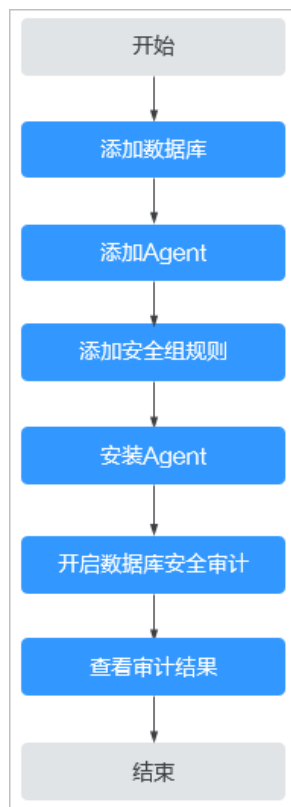 开始
添加数据库
添加Agent
添加安全组规则
安装Agent
开启数据库安全审计
查看审计结果
结束